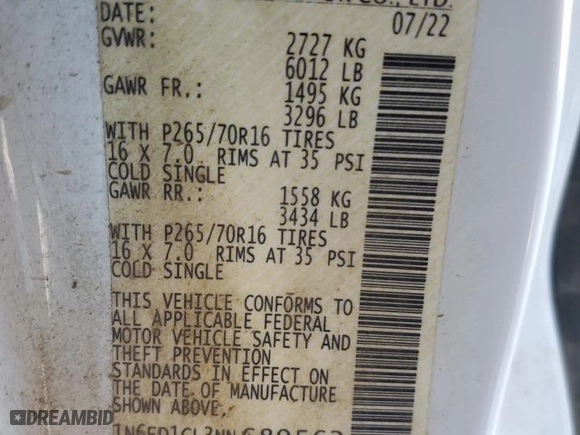 CO., LTD.
DATE: 07/22
GVWR: 2727 KG
6012 LB
GAWR FR.: 1495 KG
3296 LB
WITH P265/70R16 TIRES
16 X 7.0 RIMS AT 35 PSI
COLD SINGLE
GAWR RR.: 1558 KG
3434 LB
WITH P265/70R16 TIRES
16 X 7.0 RIMS AT 35 PSI
COLD SINGLE
THIS VEHICLE CONFORMS TO
ALL APPLICABLE FEDERAL
MOTOR VEHICLE SAFETY AND
THEFT PREVENTION
STANDARDS IN EFFECT ON
THE DATE OF MANUFACTURE
SHOWN ABOVE.
DREAMBID